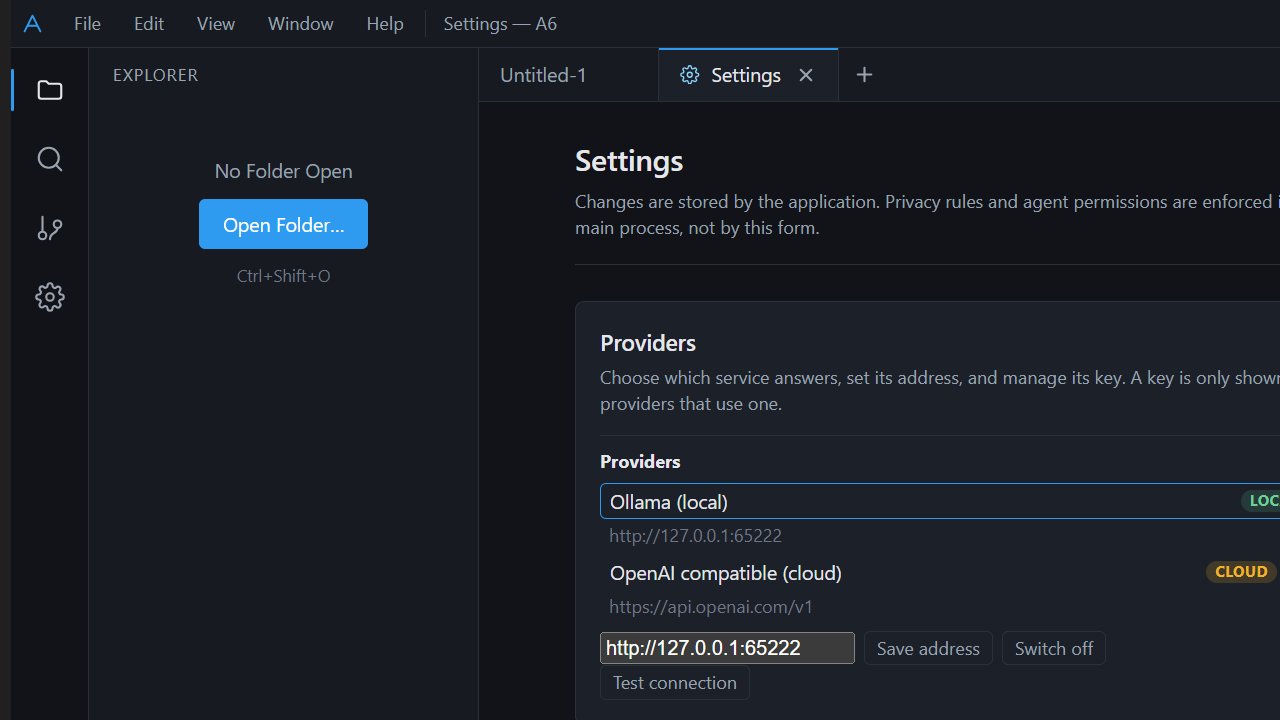 File Edit View Window Help Settings — A6
EXPLORER
No Folder Open
Open Folder...
Ctrl+Shift+O
Untitled-1 Settings
Settings
Changes are stored by the application. Privacy rules and agent permissions are enforced
main process, not by this form.
Providers
Choose which service answers, set its address, and manage its key. A key is only
providers that use one.
Providers
Ollama (local)
http://127.0.0.1:65222
OpenAI compatible (cloud) CLOUD
https://api.openai.com/v1
http://127.0.0.1:65222 Save address Switch off
Test connection